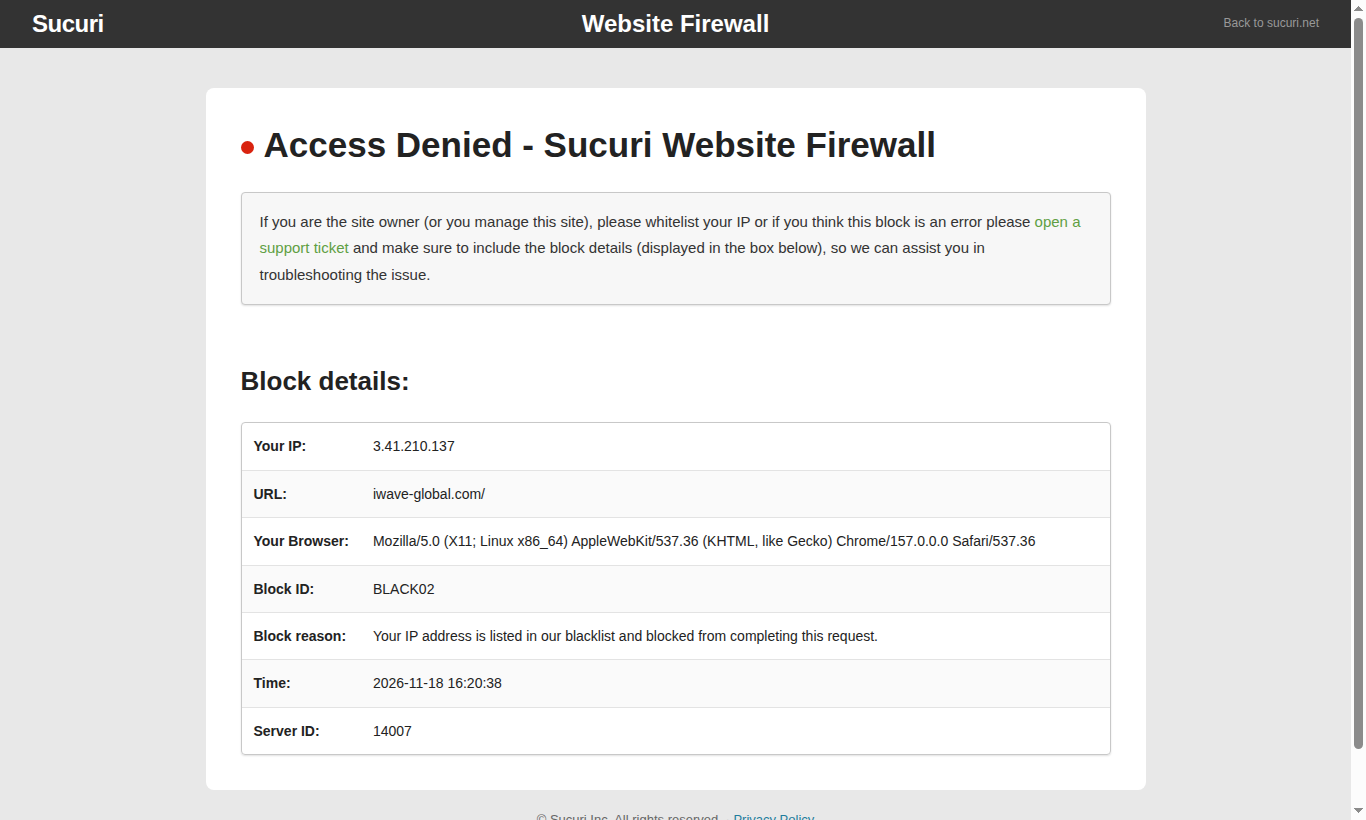 Sucuri
Website Firewall
Back to sucuri.net
Access Denied - Sucuri Website Firewall
If you are the site owner (or you manage this site), please whitelist your IP or if you think this block is an error please open a
support ticket and make sure to include the block details (displayed in the box below), so we can assist you in
troubleshooting the issue.
Block details:
Your IP: 3.41.210.137
URL: iwave-global.com/
Your Browser: Mozilla/5.0 (X11; Linux x86_64) AppleWebKit/537.36 (KHTML, like Gecko) Chrome/157.0.0.0 Safari/537.36
Block ID: BLACK02
Block reason: Your IP address is listed in our blacklist and blocked from completing this request.
Time: 2026-11-18 16:20:38
Server ID: 14007
© Sucuri Inc. All rights reserved. Privacy Policy